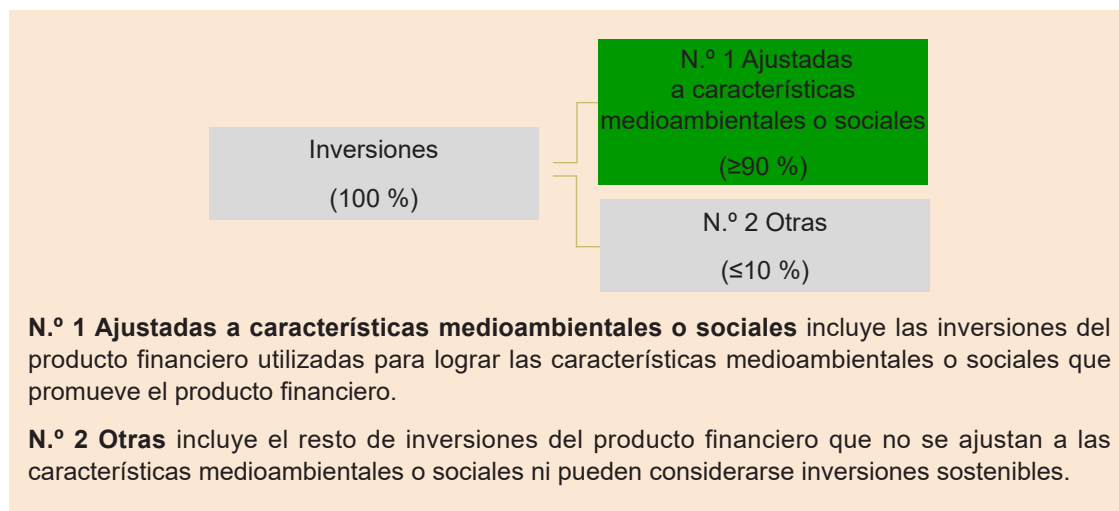 N.º 1 Ajustadas
a características
medioambientales o sociales
(≥90 %)
Inversiones
(100 %)
N.º 2 Otras
(≤10 %)
N.º 1 Ajustadas a características medioambientales o sociales incluye las inversiones del
producto financiero utilizadas para lograr las características medioambientales o sociales que
promueve el producto financiero.
N.º 2 Otras incluye el resto de inversiones del producto financiero que no se ajustan a las
características medioambientales o sociales ni pueden considerarse inversiones sostenibles.